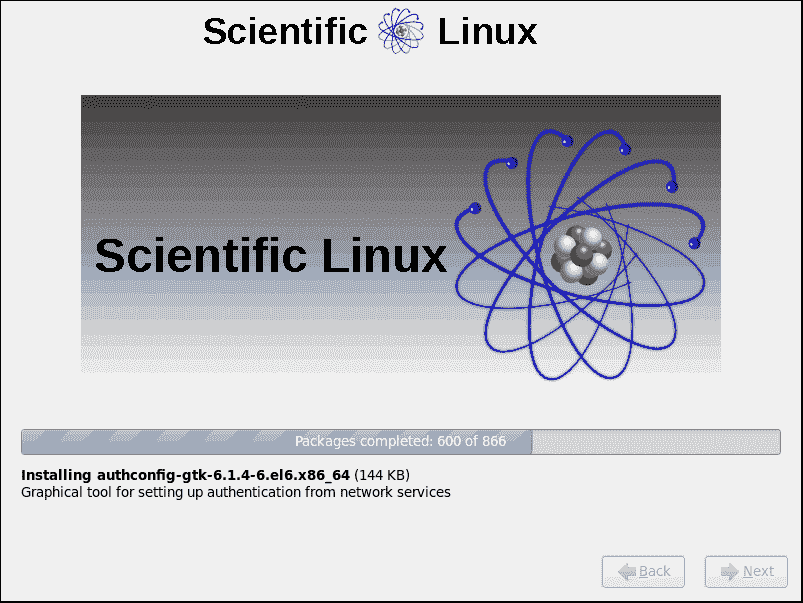 Scientific Linux
Scientific Linux
Packages completed: 600 of 866
Installing authconfig-gtk-6.1.4-6.el6.x86_64 (144 KB)
Graphical tool for setting up authentication from network services
Back
Next